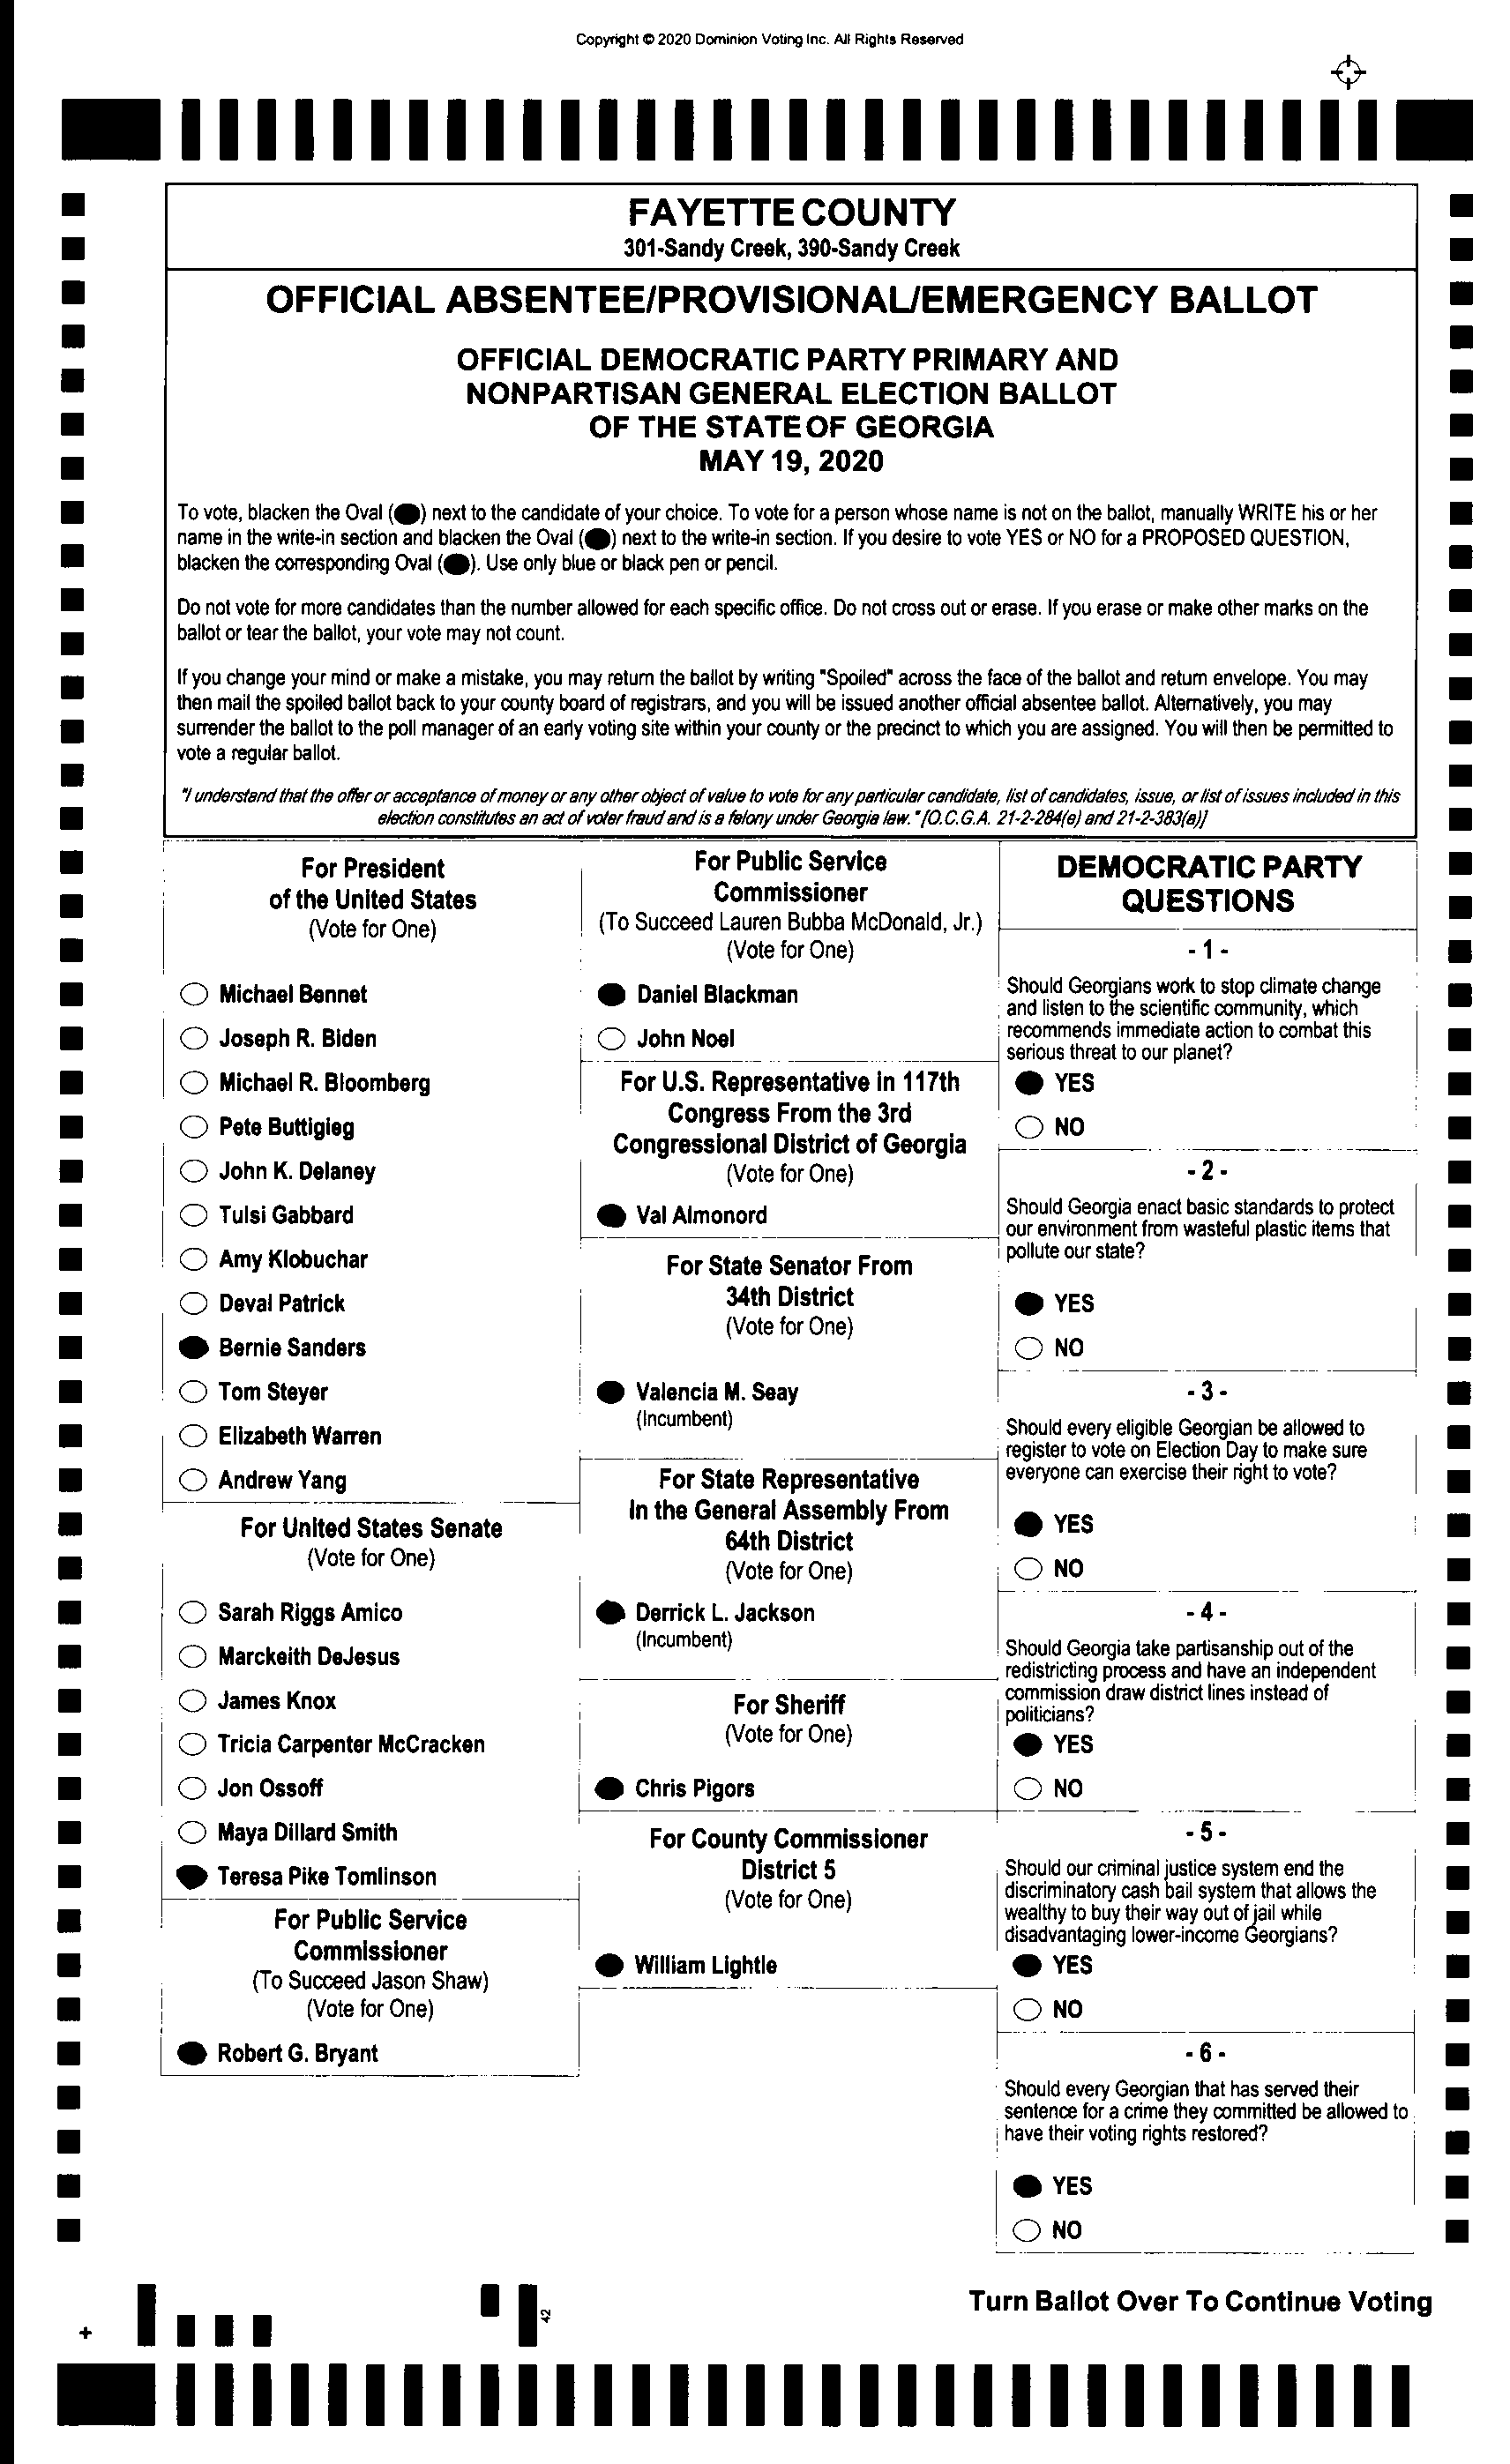 Copyright © 2020 Dominion Voting Inc. All Rights Reserved
FAYETTE COUNTY
301-Sandy Creek, 390-Sandy Creek
OFFICIAL ABSENTEE/PROVISIONAL/EMERGENCY BALLOT
OFFICIAL DEMOCRATIC PARTY PRIMARY AND
NONPARTISAN GENERAL ELECTION BALLOT
OF THE STATE OF GEORGIA
MAY 19, 2020
To vote, blacken the Oval (⬬) next to the candidate of your choice. To vote for a person whose name is not on the ballot, manually WRITE his or her
name in the write-in section and blacken the Oval (⬬) next to the write-in section. If you desire to vote YES or NO for a PROPOSED QUESTION,
blacken the corresponding Oval (⬬). Use only blue or black pen or pencil.
Do not vote for more candidates than the number allowed for each specific office. Do not cross out or erase. If you erase or make other marks on the
ballot or tear the ballot, your vote may not count.
If you change your mind or make a mistake, you may return the ballot by writing "Spoiled" across the face of the ballot and return envelope. You may
then mail the spoiled ballot back to your county board of registrars, and you will be issued another official absentee ballot. Alternatively, you may
surrender the ballot to the poll manager of an early voting site within your county or the precinct to which you are assigned. You will then be permitted to
vote a regular ballot.
"I understand that the offer or acceptance of money or any other object of value to vote for any particular candidate, list of candidates, issue, or list of issues included in this
election constitutes an act of voter fraud and is a felony under Georgia law." [O.C.G.A. 21-2-284(e) and 21-2-383(a)]
For President
of the United States
(Vote for One)
Michael Bennet
Joseph R. Biden
Michael R. Bloomberg
Pete Buttigieg
John K. Delaney
Tulsi Gabbard
Amy Klobuchar
Deval Patrick
Bernie Sanders
Tom Steyer
Elizabeth Warren
Andrew Yang
For United States Senate
(Vote for One)
Sarah Riggs Amico
Marckeith DeJesus
James Knox
Tricia Carpenter McCracken
Jon Ossoff
Maya Dillard Smith
Teresa Pike Tomlinson
For Public Service
Commissioner
(To Succeed Jason Shaw)
(Vote for One)
Robert G. Bryant
For Public Service
Commissioner
(To Succeed Lauren Bubba McDonald, Jr.)
(Vote for One)
Daniel Blackman
John Noel
For U.S. Representative in 117th
Congress From the 3rd
Congressional District of Georgia
(Vote for One)
Val Almonord
For State Senator From
34th District
(Vote for One)
Valencia M. Seay
(Incumbent)
For State Representative
In the General Assembly From
64th District
(Vote for One)
Derrick L. Jackson
(Incumbent)
For Sheriff
(Vote for One)
Chris Pigors
For County Commissioner
District 5
(Vote for One)
William Lightle
DEMOCRATIC PARTY
QUESTIONS
- 1 -
Should Georgians work to stop climate change
and listen to the scientific community, which
recommends immediate action to combat this
serious threat to our planet?
YES
NO
- 2 -
Should Georgia enact basic standards to protect
our environment from wasteful plastic items that
pollute our state?
YES
NO
- 3 -
Should every eligible Georgian be allowed to
register to vote on Election Day to make sure
everyone can exercise their right to vote?
YES
NO
- 4 -
Should Georgia take partisanship out of the
redistricting process and have an independent
commission draw district lines instead of
politicians?
YES
NO
- 5 -
Should our criminal justice system end the
discriminatory cash bail system that allows the
wealthy to buy their way out of jail while
disadvantaging lower-income Georgians?
YES
NO
- 6 -
Should every Georgian that has served their
sentence for a crime they committed be allowed to
have their voting rights restored?
YES
NO
Turn Ballot Over To Continue Voting
42